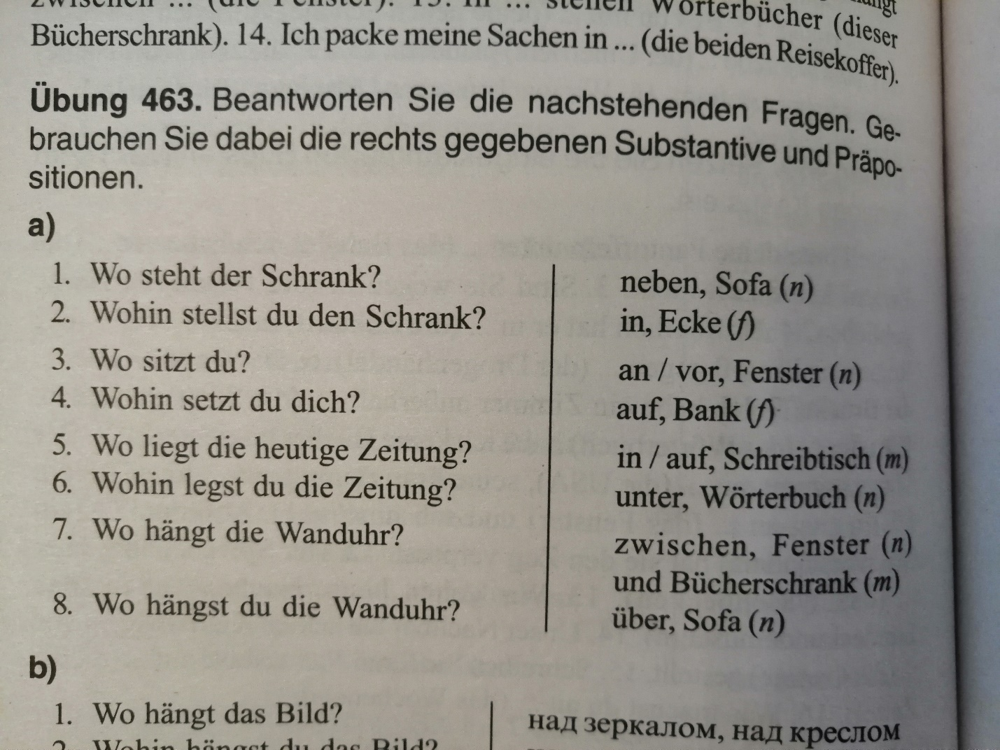 zwischen ... (die Fenster). 13. In ... stehen Wörterbücher (dieser
Bücherschrank). 14. Ich packe meine Sachen in ... (die beiden Reisekoffer).
Übung 463. Beantworten Sie die nachstehenden Fragen. Ge-
brauchen Sie dabei die rechts gegebenen Substantive und Präpo-
sitionen.
a)
1. Wo steht der Schrank? neben, Sofa (n)
2. Wohin stellst du den Schrank? in, Ecke (f)
3. Wo sitzt du? an / vor, Fenster (n)
4. Wohin setzt du dich? auf, Bank (f)
5. Wo liegt die heutige Zeitung? in / auf, Schreibtisch (m)
6. Wohin legst du die Zeitung? unter, Wörterbuch (n)
7. Wo hängt die Wanduhr? zwischen, Fenster (n)
und Bücherschrank (m)
8. Wo hängst du die Wanduhr? über, Sofa (n)
b)
1. Wo hängt das Bild? над зеркалом, над креслом
2. Wohin hängst du das Bild?